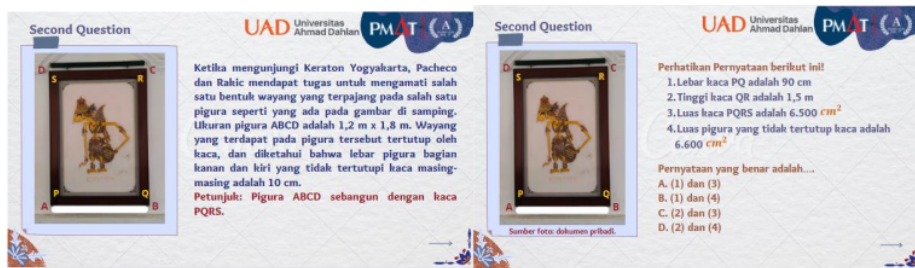 Second Question
UAD Universitas
Ahmad Dahlan
PMAT
A
D
C
S
R
P
Q
A
B
Ketika mengunjungi Keraton Yogyakarta, Pacheco
dan Rakic mendapat tugas untuk mengamati salah
satu bentuk wayang yang terpajang pada salah satu
pigura seperti yang ada pada gambar di samping.
Ukuran pigura ABCD adalah 1,2 m x 1,8 m. Wayang
yang terdapat pada pigura tersebut tertutup oleh
kaca, dan diketahui bahwa lebar pigura bagian
kanan dan kiri yang tidak tertutupi kaca masing-
masing adalah 10 cm.
Petunjuk: Pigura ABCD sebangun dengan kaca
PQRS.
Second Question
UAD Universitas
Ahmad Dahlan
PMAT
A
D
C
S
R
P
Q
A
B
Sumber foto: dokumen pribadi.
Perhatikan Pernyataan berikut ini!
1.Lebar kaca PQ adalah 90 cm
2.Tinggi kaca QR adalah 1,5 m
3.Luas kaca PQRS adalah 6.500 cm²
4.Luas pigura yang tidak tertutup kaca adalah
6.600 cm²
Pernyataan yang benar adalah....
A. (1) dan (3)
B. (1) dan (4)
C. (2) dan (3)
D. (2) dan (4)